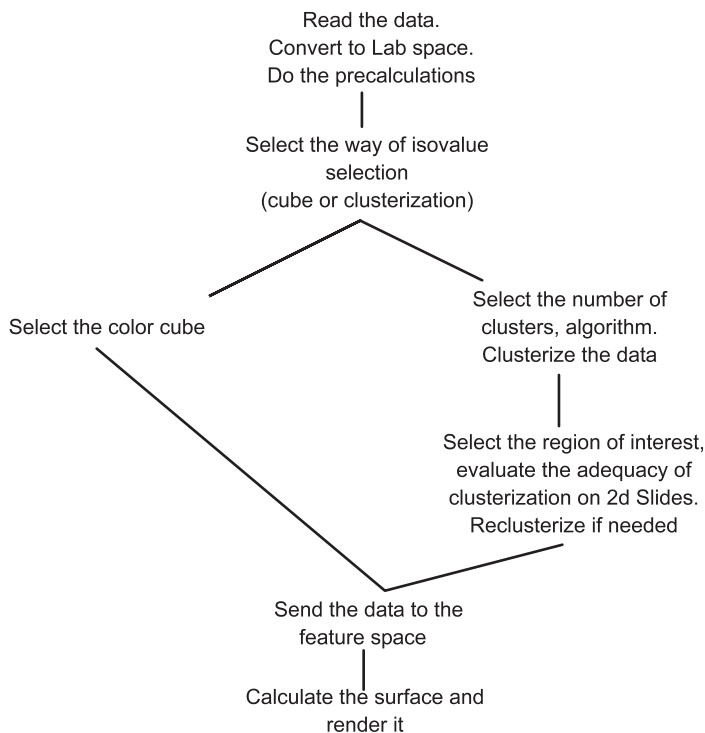 Read the data.
Convert to Lab space.
Do the precalculations
Select the way of isovalue
selection
(cube or clusterization)
Select the color cube
Select the number of
clusters, algorithm.
Clusterize the data
Select the region of interest,
evaluate the adequacy of
clusterization on 2d Slides.
Reclusterize if needed
Send the data to the
feature space
Calculate the surface and
render it